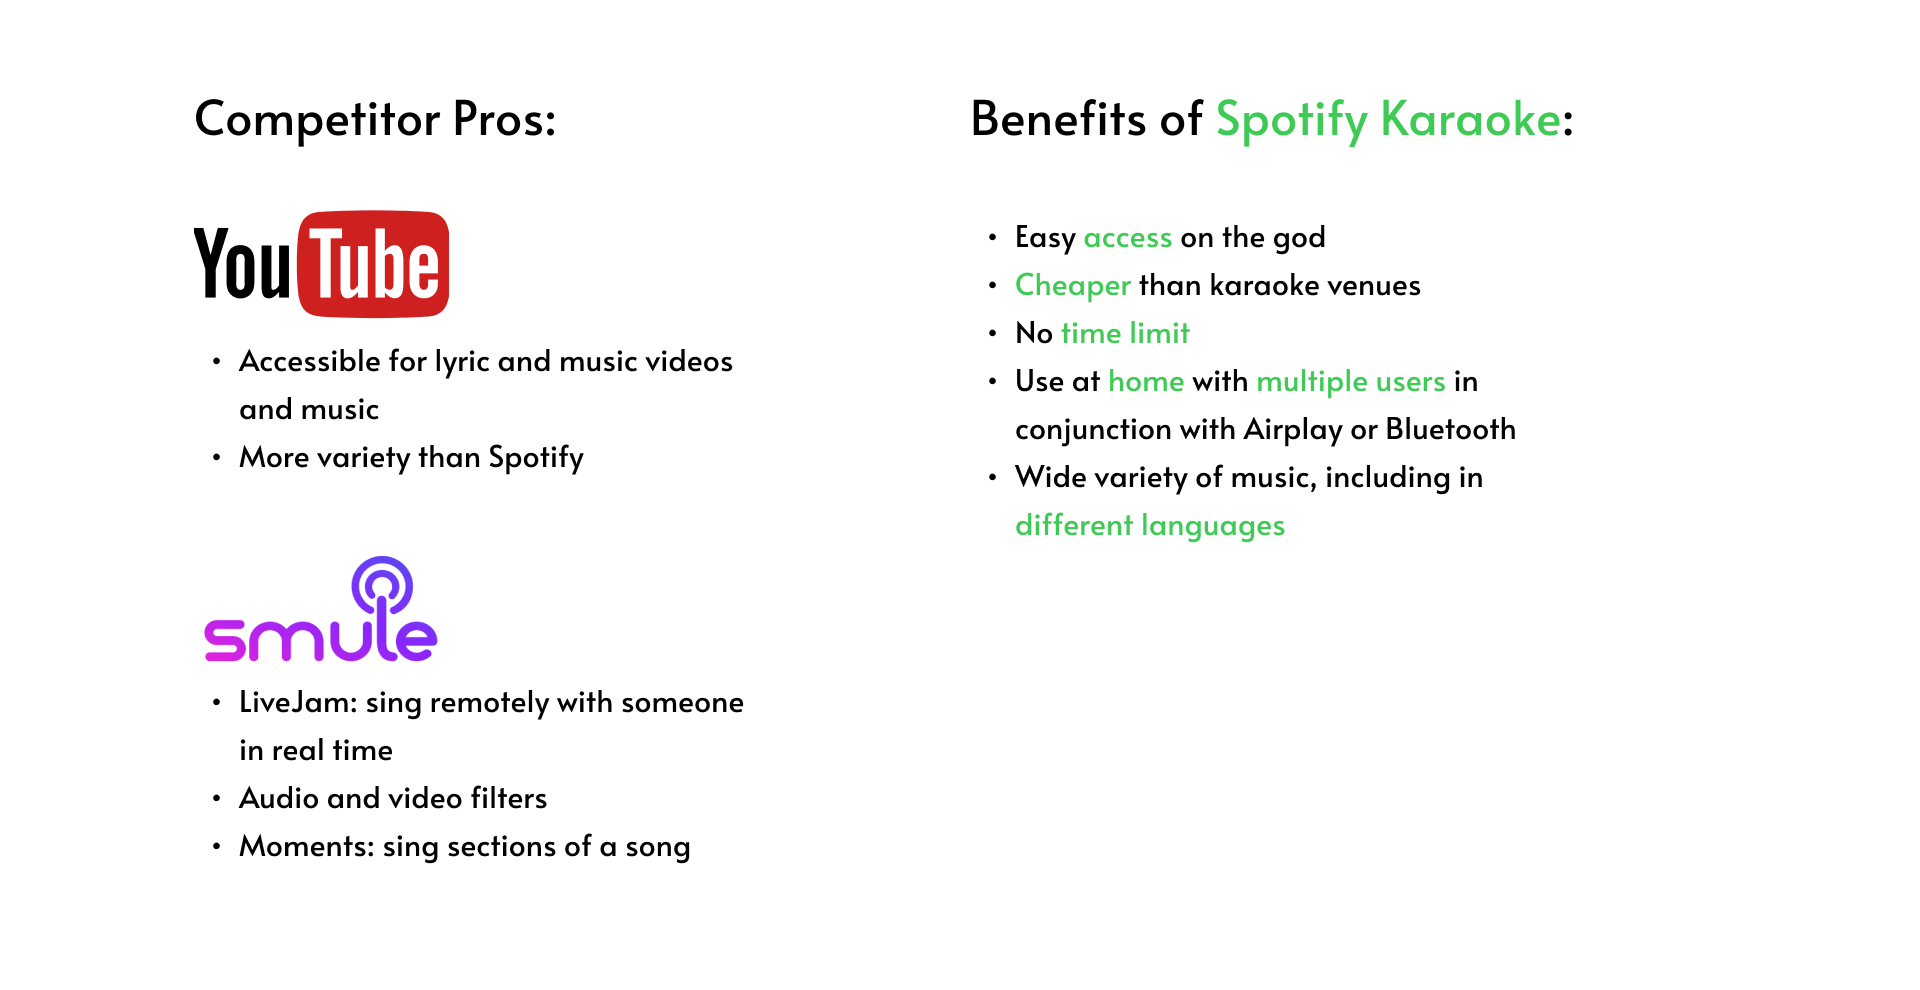 Competitor Pros:
YouTube
• Accessible for lyric and music videos
and music
• More variety than Spotify
smule
• LiveJam: sing remotely with someone
in real time
• Audio and video filters
• Moments: sing sections of a song
Benefits of Spotify Karaoke:
• Easy access on the god
• Cheaper than karaoke venues
• No time limit
• Use at home with multiple users in
conjunction with Airplay or Bluetooth
• Wide variety of music, including in
different languages